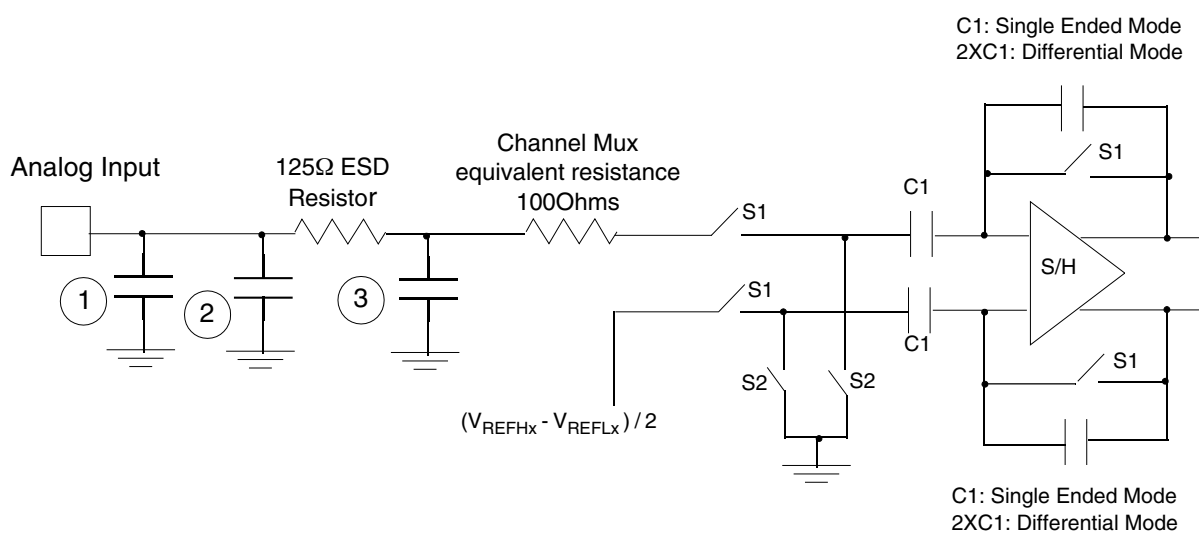 C1: Single Ended Mode
2XC1: Differential Mode
Analog Input
125Ω ESD
Resistor
Channel Mux
equivalent resistance
100Ohms
S1
C1
S1
S/H
1
2
3
S1
C1
S2
S2
S1
(VREFHx - VREFLx) / 2
C1: Single Ended Mode
2XC1: Differential Mode